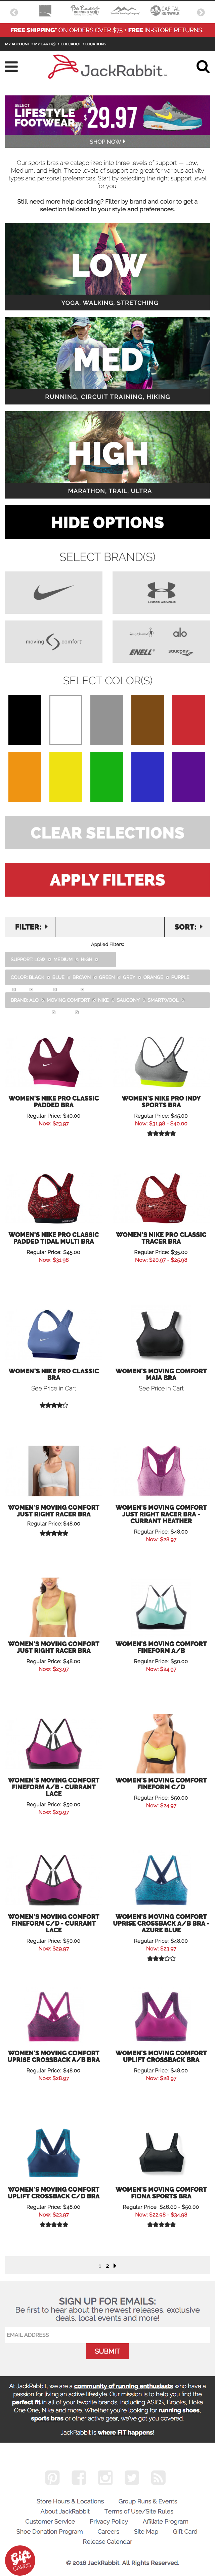 FREE SHIPPING* ON ORDERS OVER $75 + FREE IN-STORE RETURNS.
MY ACCOUNT • MY CART (0) • CHECKOUT • LOCATIONS
JackRabbit
SELECT
LIFESTYLE
FOOTWEAR
$29.97
SHOP NOW
Our sports bras are categorized into three levels of support — Low,
Medium, and High. These levels of support are great for various activity
types and personal preferences. Start by selecting the right support level
for you!
Still need more help deciding? Filter by brand and color to get a
selection tailored to your style and preferences.
LOW
YOGA, WALKING, STRETCHING
MED
RUNNING, CIRCUIT TRAINING, HIKING
HIGH
MARATHON, TRAIL, ULTRA
HIDE OPTIONS
SELECT BRAND(S)
UNDER ARMOUR
moving comfort
alo
ENELL
saucony
SELECT COLOR(S)
CLEAR SELECTIONS
APPLY FILTERS
FILTER:
SORT:
Applied Filters:
SUPPORT: LOW MEDIUM HIGH
COLOR: BLACK BLUE BROWN GREEN GREY ORANGE PURPLE
BRAND: ALO MOVING COMFORT NIKE SAUCONY SMARTWOOL
WOMEN'S NIKE PRO CLASSIC
PADDED BRA
Regular Price: $40.00
Now: $23.97
WOMEN'S NIKE PRO INDY
SPORTS BRA
Regular Price: $45.00
Now: $31.98 - $40.00
WOMEN'S NIKE PRO CLASSIC
PADDED TIDAL MULTI BRA
Regular Price: $45.00
Now: $31.98
WOMEN'S NIKE PRO CLASSIC
TRACER BRA
Regular Price: $35.00
Now: $20.97 - $25.98
WOMEN'S NIKE PRO CLASSIC
BRA
See Price in Cart
WOMEN'S MOVING COMFORT
MAIA BRA
See Price in Cart
WOMEN'S MOVING COMFORT
JUST RIGHT RACER BRA
Regular Price: $48.00
WOMEN'S MOVING COMFORT
JUST RIGHT RACER BRA -
CURRANT HEATHER
Regular Price: $48.00
Now: $28.97
WOMEN'S MOVING COMFORT
JUST RIGHT RACER BRA
Regular Price: $48.00
Now: $23.97
WOMEN'S MOVING COMFORT
FINEFORM A/B
Regular Price: $50.00
Now: $24.97
WOMEN'S MOVING COMFORT
FINEFORM A/B - CURRANT
LACE
Regular Price: $50.00
Now: $29.97
WOMEN'S MOVING COMFORT
FINEFORM C/D
Regular Price: $50.00
Now: $24.97
WOMEN'S MOVING COMFORT
FINEFORM C/D - CURRANT
LACE
Regular Price: $50.00
Now: $29.97
WOMEN'S MOVING COMFORT
UPRISE CROSSBACK A/B BRA -
AZURE BLUE
Regular Price: $48.00
Now: $23.97
WOMEN'S MOVING COMFORT
UPRISE CROSSBACK A/B BRA
Regular Price: $48.00
Now: $28.97
WOMEN'S MOVING COMFORT
UPLIFT CROSSBACK BRA
Regular Price: $48.00
Now: $28.97
WOMEN'S MOVING COMFORT
UPLIFT CROSSBACK C/D BRA
Regular Price: $48.00
Now: $23.97
WOMEN'S MOVING COMFORT
FIONA SPORTS BRA
Regular Price: $46.00 - $50.00
Now: $22.98 - $34.98
1 2
SIGN UP FOR EMAILS:
Be first to hear about the newest releases, exclusive
deals, local events and more!
EMAIL ADDRESS
SUBMIT
At JackRabbit, we are a community of running enthusiasts who have a
passion for living an active lifestyle. Our mission is to help you find the
perfect fit in all of your favorite brands, including ASICS, Brooks, Hoka
One One, Nike and more. Whether you're looking for running shoes,
sports bras or other active gear, we've got you covered.
JackRabbit is where FIT happens!
Store Hours & Locations Group Runs & Events
About JackRabbit Terms of Use/Site Rules
Customer Service Privacy Policy Affiliate Program
Shoe Donation Program Careers Site Map Gift Card
Release Calendar
Gift
CARDS
© 2018 JackRabbit. All Rights Reserved.